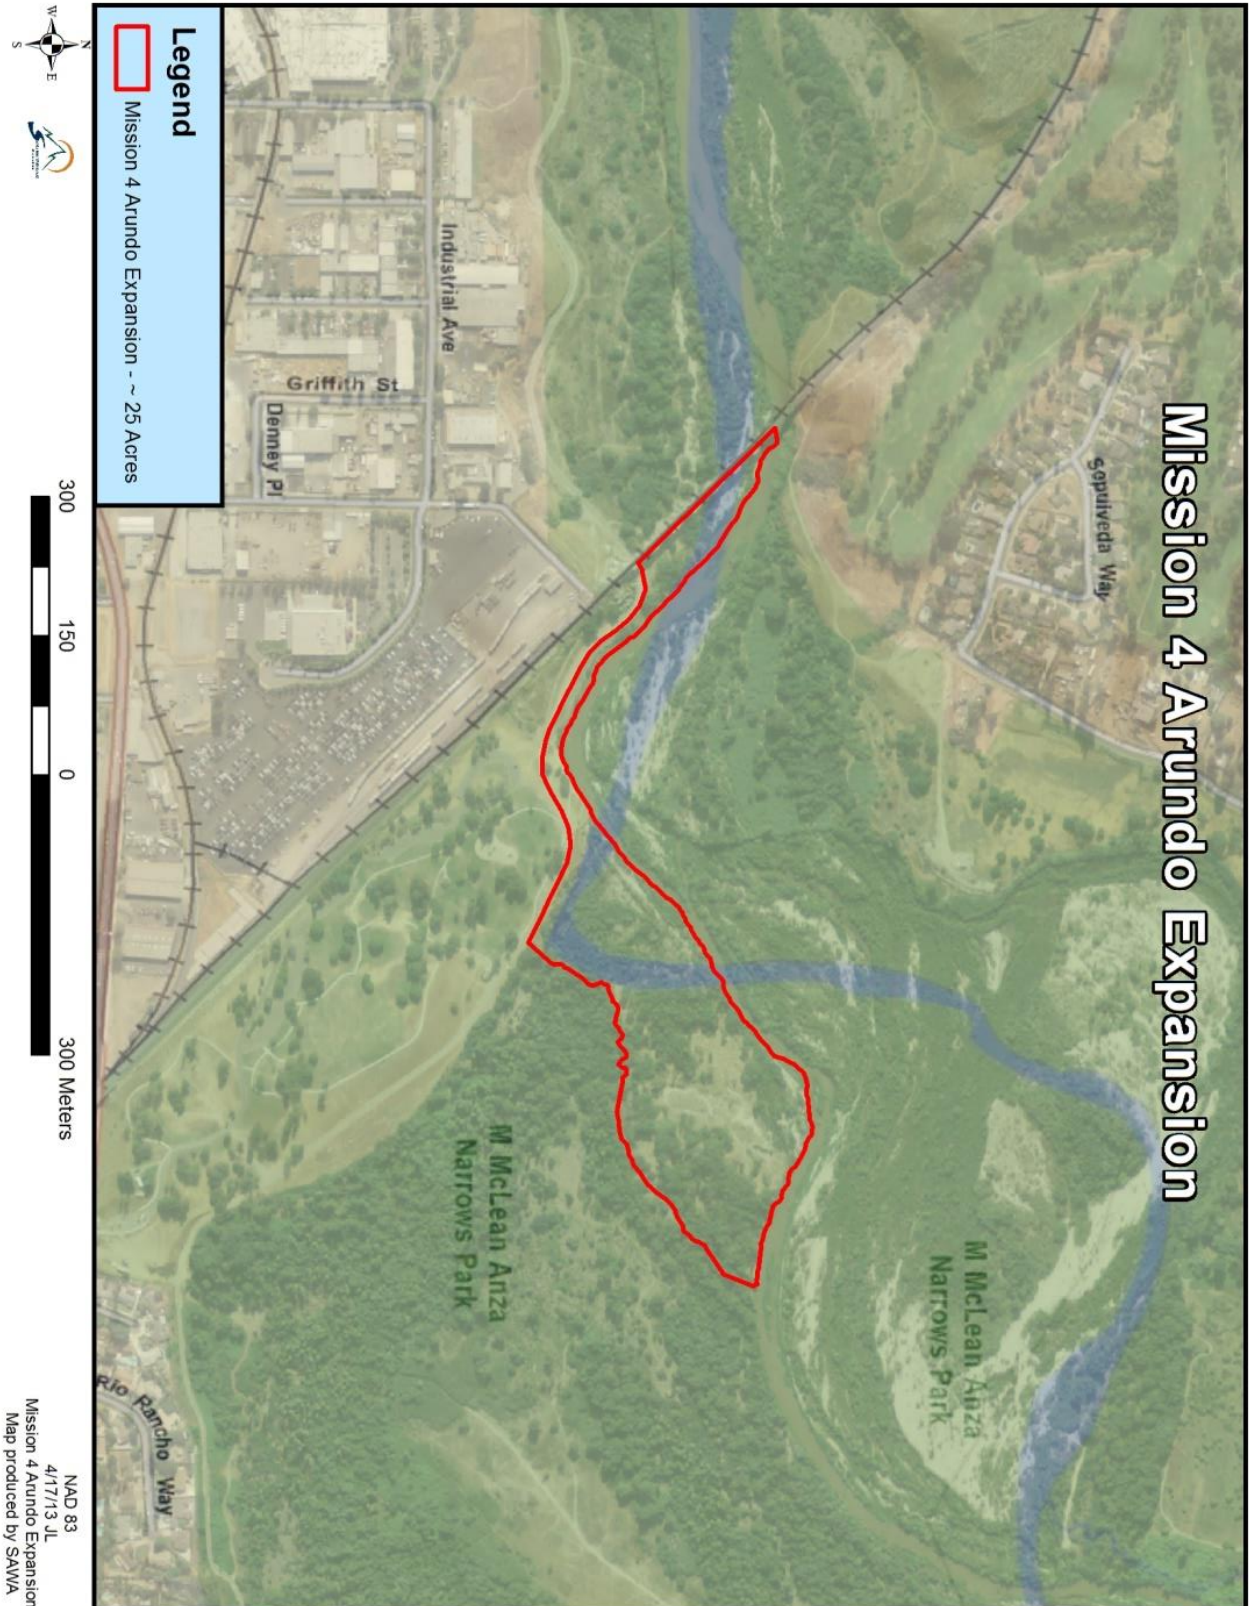 Mission 4 Arundo Expansion
Sepulveda Way
Industrial Ave
Griffith St
Denney Pl
M McLean Anza
Narrows Park
M McLean Anza
Narrows Park
Rio Rancho Way
Legend
Mission 4 Arundo Expansion - ~ 25 Acres
N
W
E
S
300
150
0
300 Meters
NAD 83
4/17/13 JL
Mission 4 Arundo Expansion
Map produced by SAWA